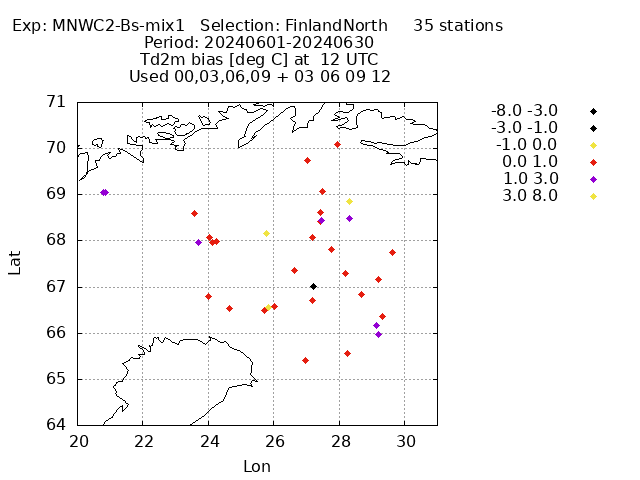 Exp: MNWC2-Bs-mix1 Selection: FinlandNorth 35 stations
Period: 20240601-20240630
Td2m bias [deg C] at 12 UTC
Used 00,03,06,09 + 03 06 09 12
-8.0 -3.0
-3.0 -1.0
-1.0 0.0
0.0 1.0
1.0 3.0
3.0 8.0
71
70
69
68
67
66
65
64
Lat
20 22 24 26 28 30
Lon